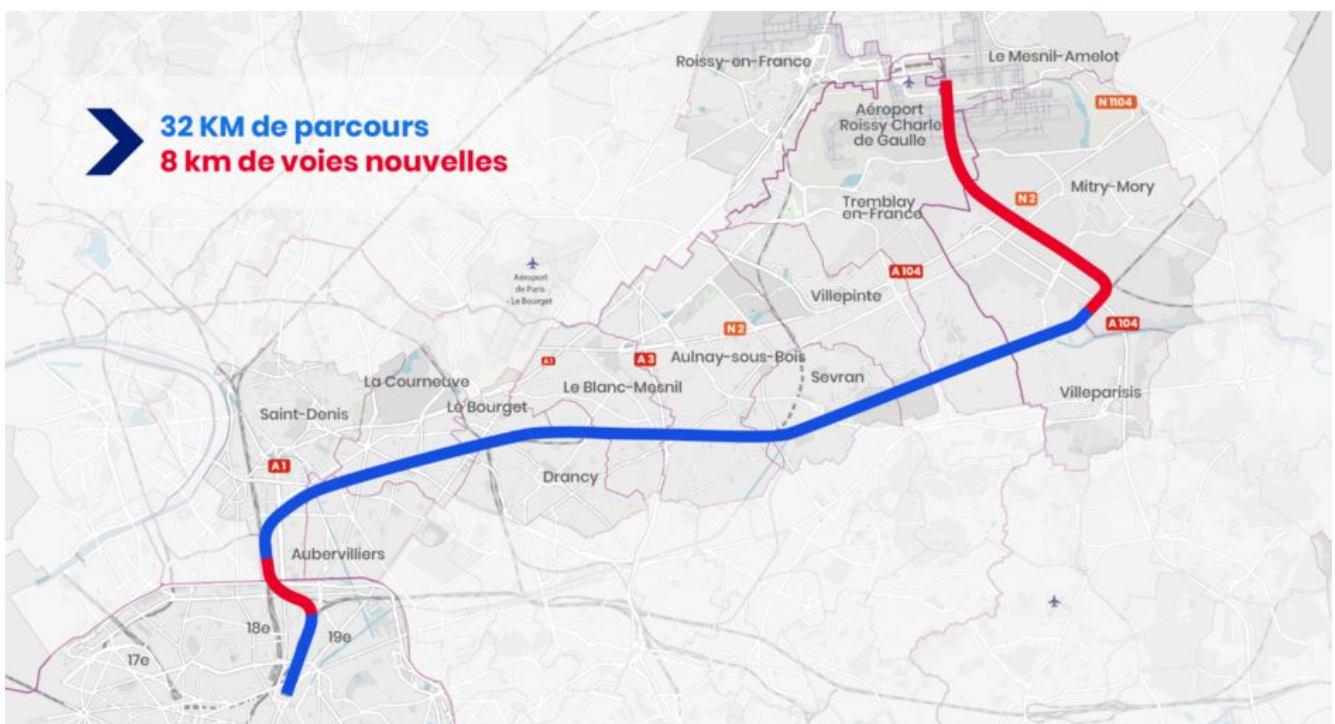 32 KM de parcours
8 km de voies nouvelles
Roissy-en-France
Le Mesnil-Amelot
N 1104
Aéroport
Roissy Charle
de Gaulle
Mitry-Mory
N 2
Tremblay
en-France
A 104
Aéroport
de Paris
- Le Bourget
Villepinte
A 104
N 2
A1
A 3
Aulnay-sous-Bois
La Courneuve
Le Blanc-Mesnil
Sevran
Villeparisis
Saint-Denis
Le Bourget
A 1
Drancy
Aubervilliers
18e
19e
17e